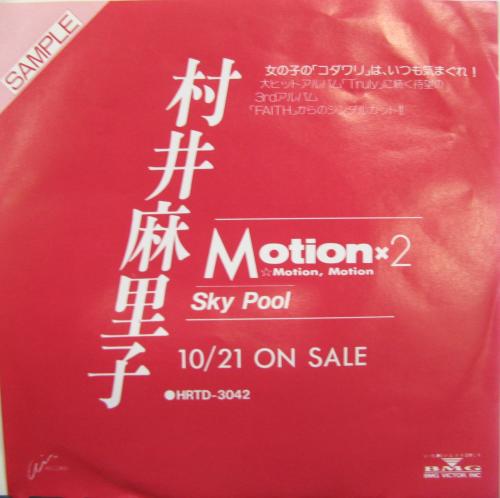 SAMPLE
女の子の「コダワリ」は、いつも気まぐれ!
大ヒットアルバム「Truly」に続く待望の
3rdアルバム
「FAITH」からのシングルカット!!
村井麻里子
Motion×2
☆Motion, Motion
Sky Pool
10/21 ON SALE
●HRTD-3042
RECORDS
BMG
BMG VICTOR, INC